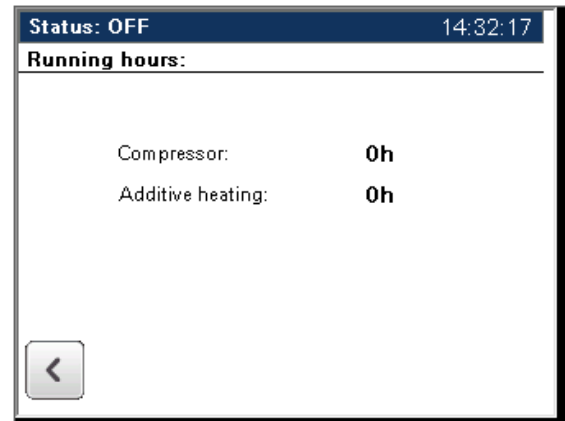 Status: OFF 14:32:17
Running hours:
Compressor: 0h
Additive heating: 0h